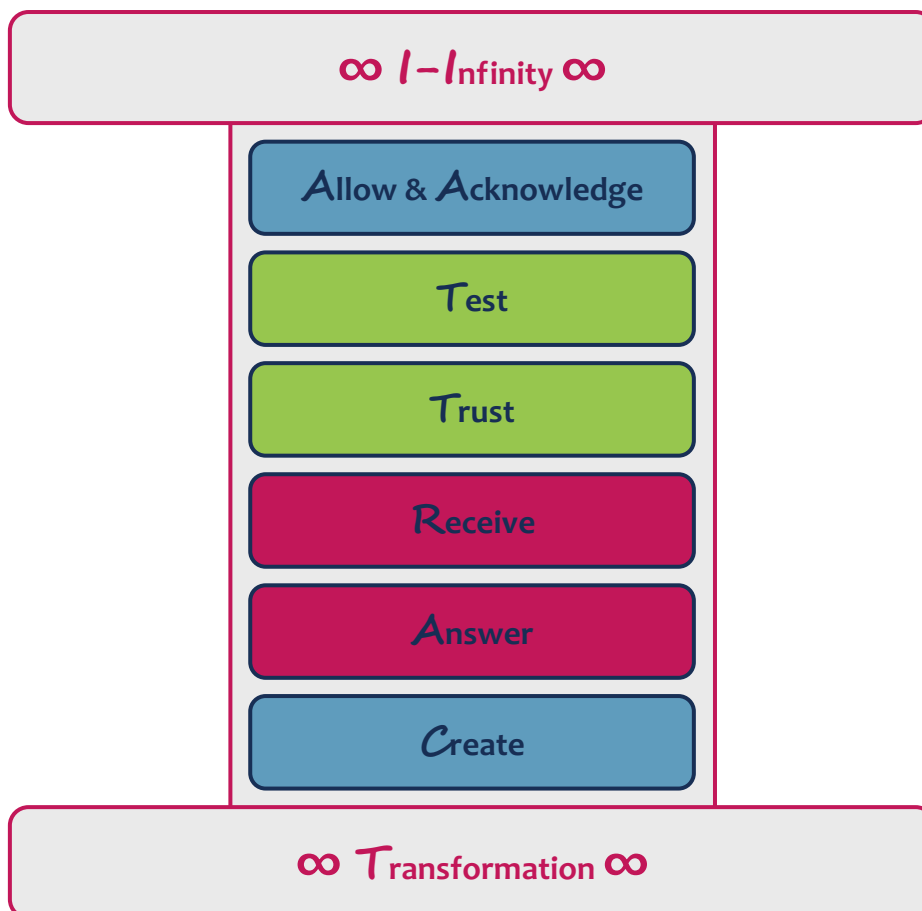 ∞ I-Infinity ∞
Allow & Acknowledge
Test
Trust
Receive
Answer
Create
∞ Transformation ∞